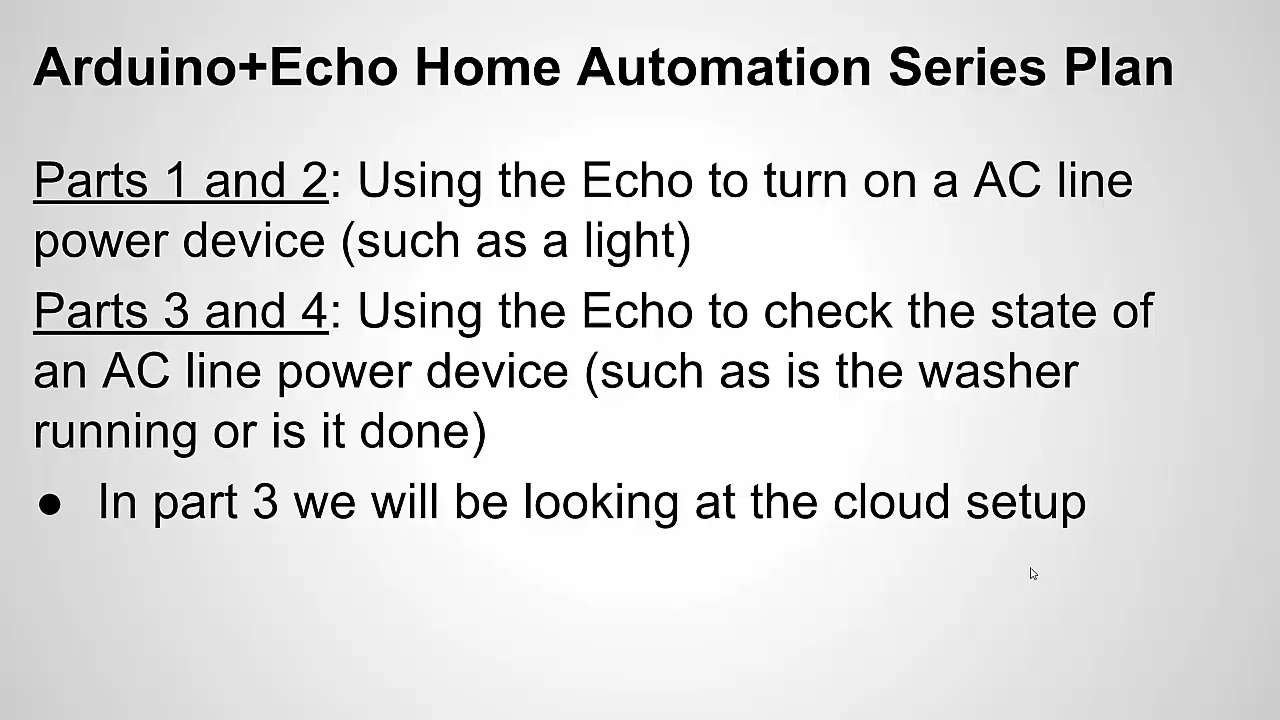 Arduino+Echo Home Automation Series Plan
Parts 1 and 2: Using the Echo to turn on a AC line
power device (such as a light)
Parts 3 and 4: Using the Echo to check the state of
an AC line power device (such as is the washer
running or is it done)
● In part 3 we will be looking at the cloud setup